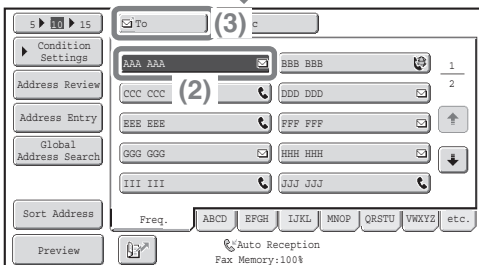 5 10 15
To
(3)
c
Condition
Settings
Address Review
Address Entry
Global
Address Search
Sort Address
Preview
AAA AAA
BBB BBB
(2)
CCC CCC
DDD DDD
EEE EEE
FFF FFF
GGG GGG
HHH HHH
III III
JJJ JJJ
1
2
Freq.
ABCD
EFGH
IJKL
MNOP
QRSTU
VWXYZ
etc.
Auto Reception
Fax Memory:100%